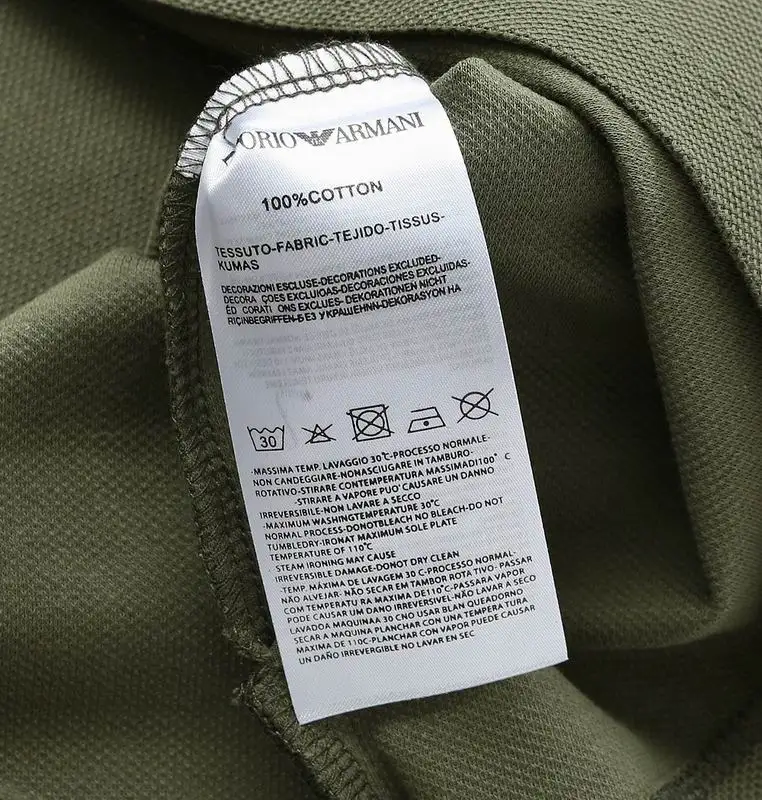 ORIO ARMANI
100%COTTON
TESSUTO-FABRIC-TEJIDO-TISSUS-
KUMAS
DECORAZIONI ESCLUSE-DECORATIONS EXCLUDED-
DECORA ÇOES EXCLUIOAS-DECORACIONES EXCLUIDAS-
ÉD CORATI ONS EXCLUES- DEKORATIONEN NICHT
RIÇINBEGRIFFEN-БЕЗ УКРАШЕНИЙ-DEKORASYON HA
30
-MASSIMA TEMP. LAVAGGIO 30℃-PROCESSO NORMALE-
NON CANDEGGIARE-NONASCIUGARE IN TAMBURO-
ROTATIVO-STIRARE CONTEMPERATURA MASSIMADI100° C
-STIRARE A VAPORE PUO' CAUSARE UN DANNO
IRREVERSIBILE-NON LAVARE A SECCO
-MAXIMUM WASHINGTEMPERATURE 30℃
NORMAL PROCESS-DONOTBLEACH NO BLEACH-DO NOT
TUMBLEDRY-IRONAT MAXIMUM SOLE PLATE
TEMPERATURE OF 110℃
- STEAM IRONING MAY CAUSE
IRREVERSIBLE DAMAGE-DONOT DRY CLEAN
-TEMP. MÁXIMA DE LAVAGEM 30 C-PROCESSO NORMAL-
NÃO ALVEJAR- NÃO SECAR EM TAMBOR ROTA TIVO- PASSAR
COM TEMPERATU RA MAXIMA DE110℃-PASSARA VAPOR
PODE CAUSAR UM DANO IRREVERSIVEL-NÃO LAVAR A SECO
LAVADOA MAQUINAA 30 CNO USAR BLAN QUEADORNO
SECAR A MAQUINA PLANCHAR CON UNA TEMPERA TURA
MAXIMA DE 110C-PLANCHAR CON VAPOR PUEDE CAUSAR
UN DAÑO IRREVERSIBLE NO LAVAR EN SEC